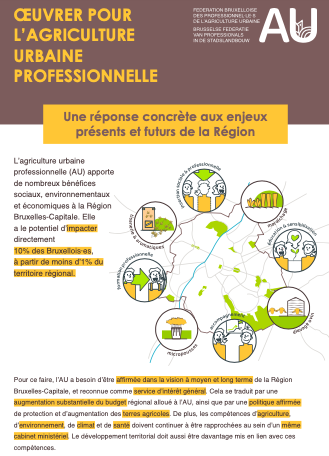 ŒUVRER POUR
L'AGRICULTURE
URBAINE
PROFESSIONNELLE
FEDERATION BRUXELLOISE
DES PROFESSIONNEL·LE·S
DE L'AGRICULTURE URBAINE
BRUSSELSE FEDERATIE
VAN PROFESSIONALS
IN DE STADSLANDBOUW
AU
Une réponse concrète aux enjeux
présents et futurs de la Région
L'agriculture urbaine
professionnelle (AU) apporte
de nombreux bénéfices
sociaux, environnementaux
et économiques à la Région
Bruxelles-Capitale. Elle
a le potentiel d'impacter
directement
10% des Bruxellois·es,
à partir de moins d'1% du
territoire régional.
maraîchage
éducation & sensibilisation
accompagnement
micropousses
formation professionnelle
Pour ce faire, l'AU a besoin d'être affirmée dans la vision à moyen et long terme de la Région
Bruxelles-Capitale, et reconnue comme service d'intérêt général. Cela se traduit par une
augmentation substantielle du budget régional alloué à l'AU, ainsi que par une politique affirmée
de protection et d'augmentation des terres agricoles. De plus, les compétences d'agriculture,
d'environnement, de climat et de santé doivent continuer à être rapprochées au sein d'un même
cabinet ministériel. Le développement territorial doit aussi être davantage mis en lien avec ces
compétences.